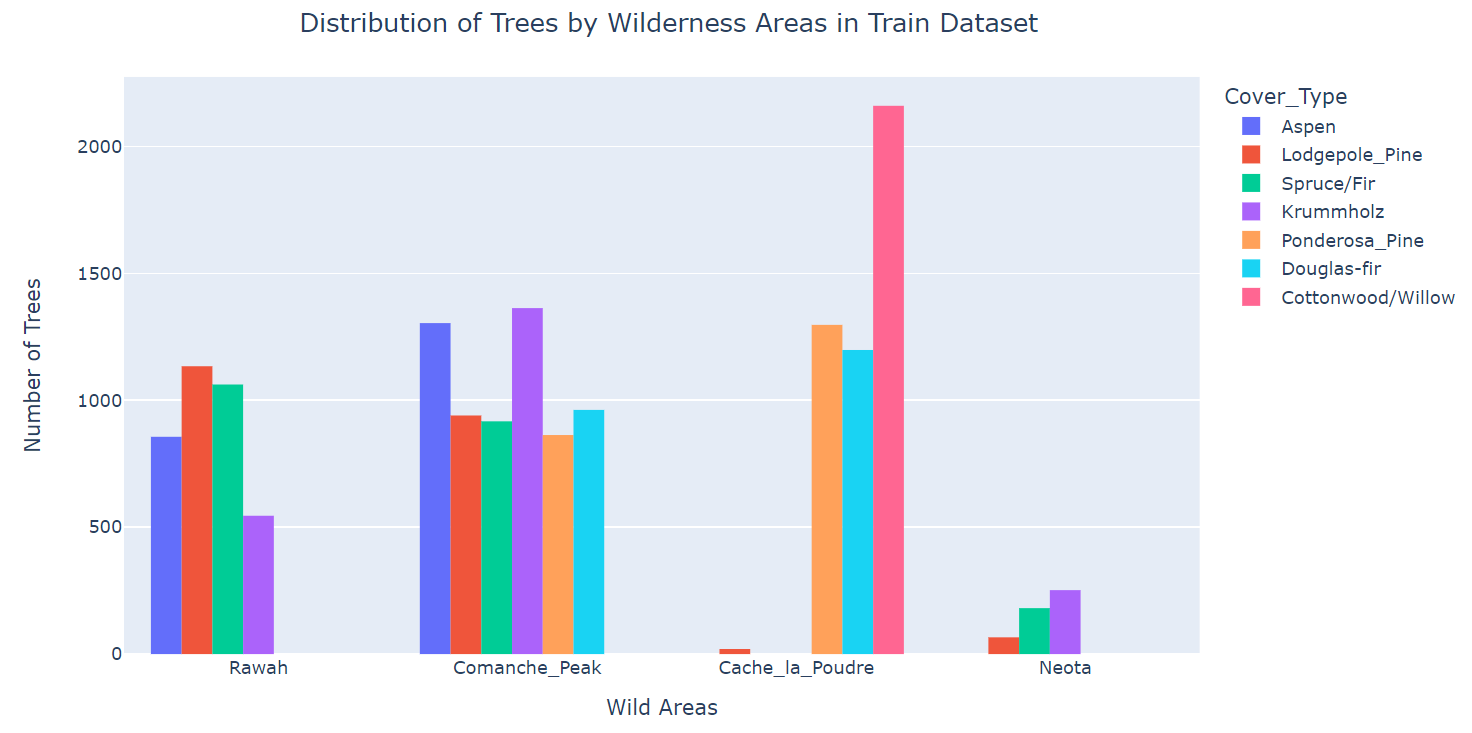 Distribution of Trees by Wilderness Areas in Train Dataset
Cover_Type
Aspen
Lodgepole_Pine
Spruce/Fir
Krummholz
Ponderosa_Pine
Douglas-fir
Cottonwood/Willow
Number of Trees
2000
1500
1000
500
0
Rawah
Comanche_Peak
Cache_la_Poudre
Neota
Wild Areas